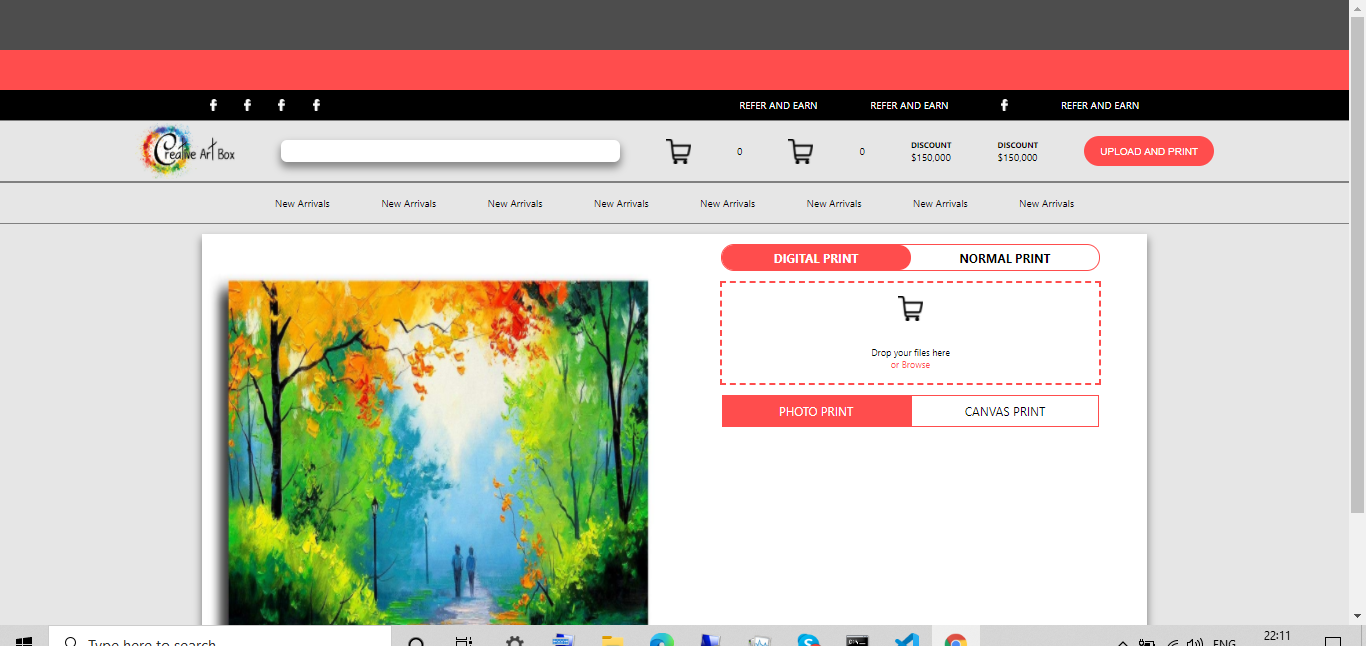 REFER AND EARN REFER AND EARN REFER AND EARN
Creative Art Box
0 0 DISCOUNT DISCOUNT UPLOAD AND PRINT
$150,000 $150,000
New Arrivals New Arrivals New Arrivals New Arrivals New Arrivals New Arrivals New Arrivals New Arrivals
DIGITAL PRINT NORMAL PRINT
Drop your files here
or Browse
PHOTO PRINT CANVAS PRINT
Type here to search ENG 22:11